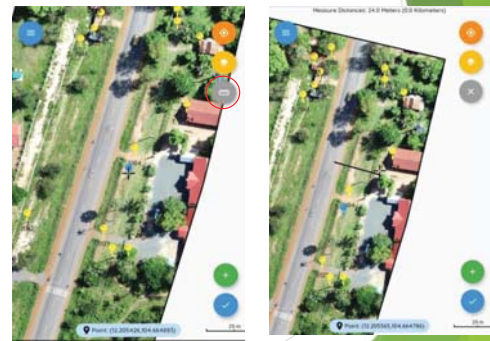 Measure Distances: 24.0 Meters (0.0 Kilometers)
Point: (12.205426,104.664893)
25 m
Point: (12.205565,104.664786)
25 m